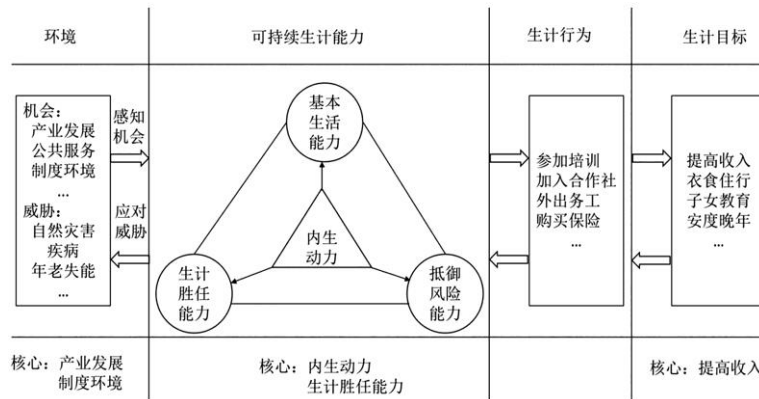 环境
可持续生计能力
生计行为
生计目标
机会：
产业发展
公共服务
制度环境
...
威胁：
自然灾害
疾病
年老失能
...
感知
机会
应对
威胁
基本
生活
能力
内生
动力
生计
胜任
能力
抵御
风险
能力
参加培训
加入合作社
外出务工
购买保险
...
提高收入
衣食住行
子女教育
安度晚年
...
核心：产业发展
制度环境
核心：内生动力
生计胜任能力
核心：提高收入